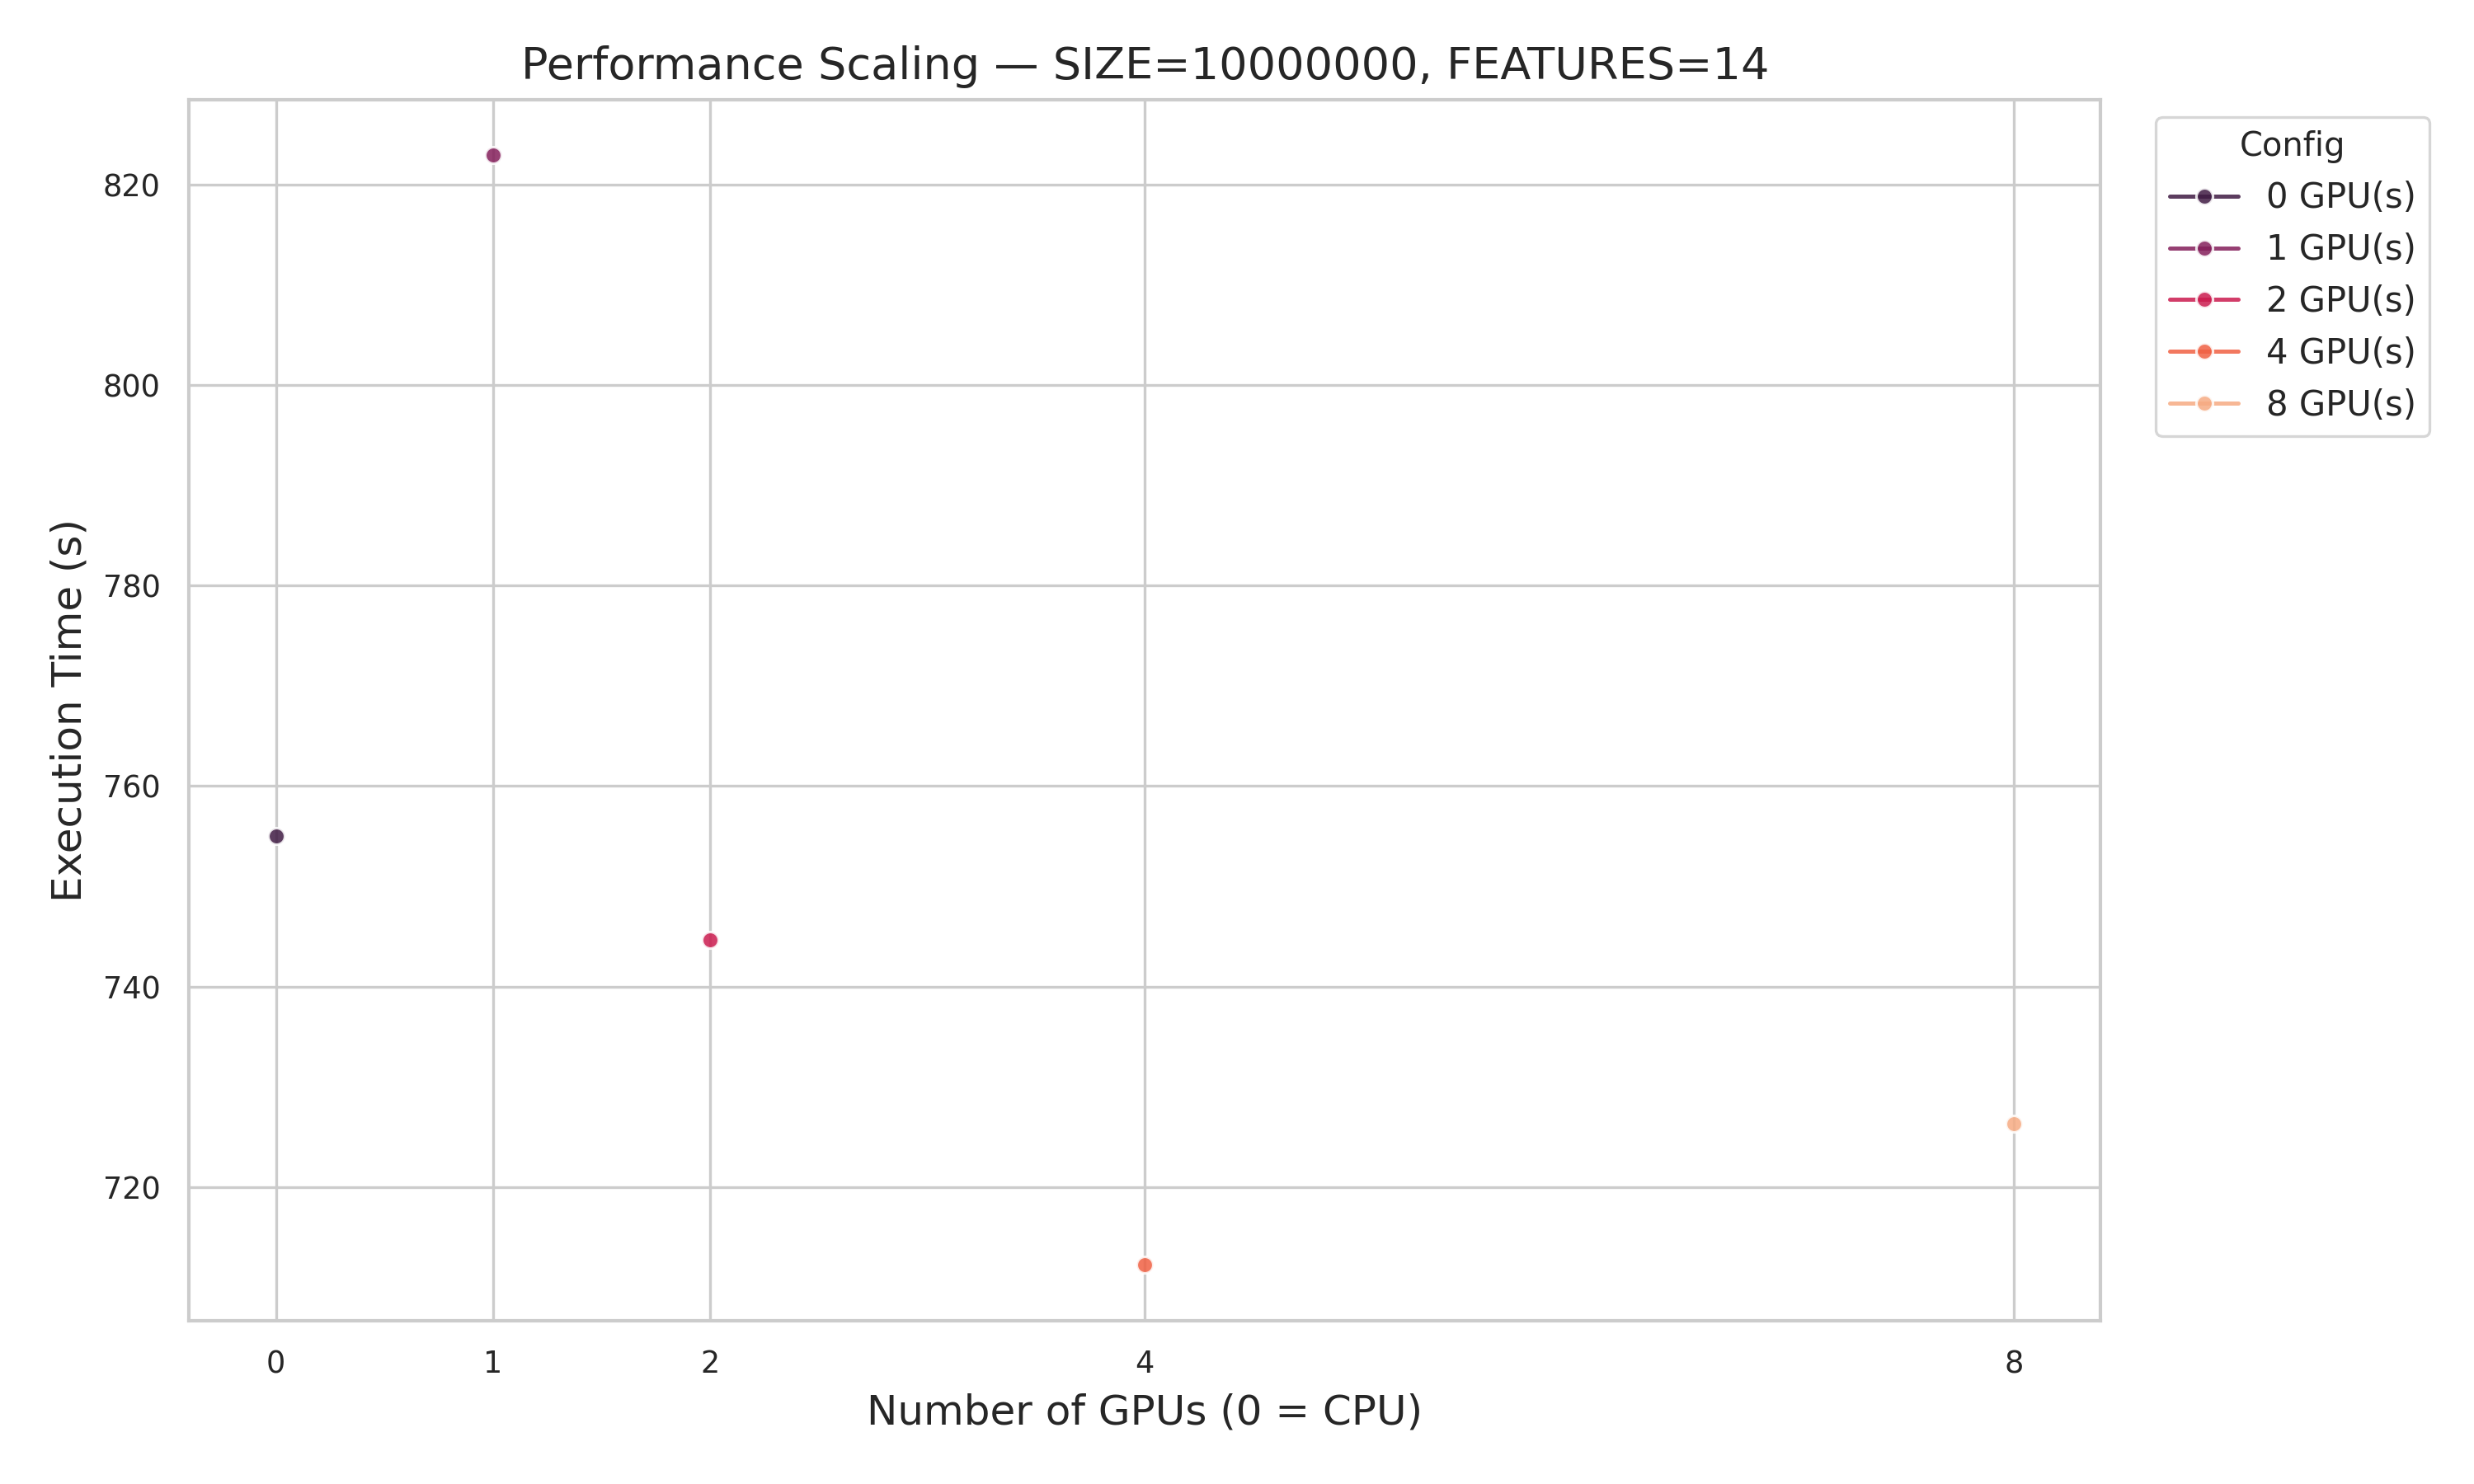 Performance Scaling — SIZE=10000000, FEATURES=14
Config
0 GPU(s)
1 GPU(s)
2 GPU(s)
4 GPU(s)
8 GPU(s)
Execution Time (s)
820
800
780
760
740
720
0 1 2 4 8
Number of GPUs (0 = CPU)